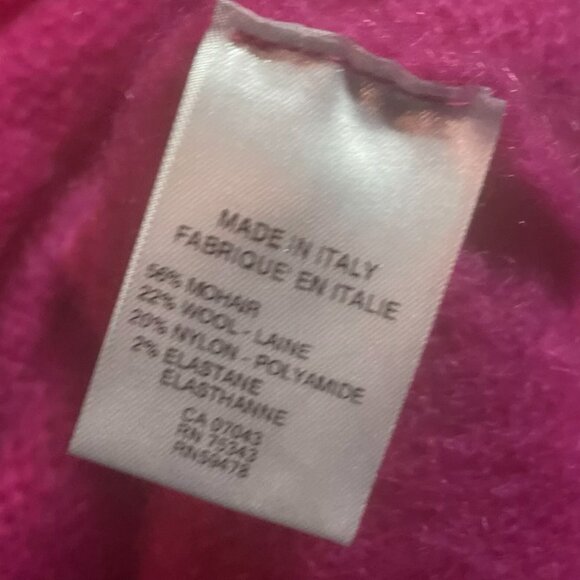 MADE IN ITALY
FABRIQUE EN ITALIE
56% MOHAIR
22% WOOL - LAINE
20% NYLON - POLYAMIDE
2% ELASTANE
ELASTHANNE
CA 07043
RN 75343